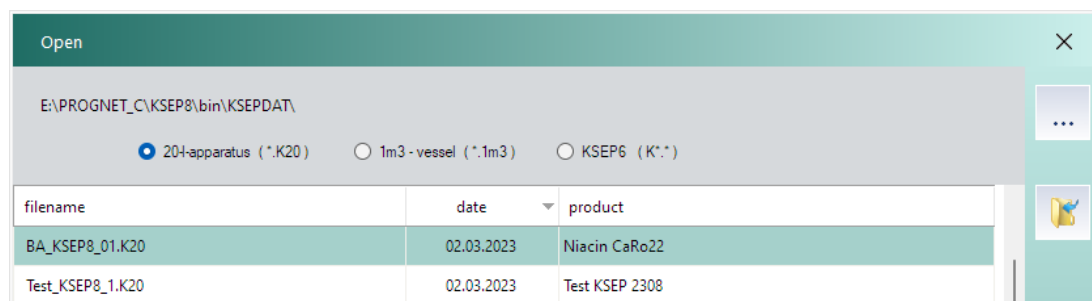 Open
E:\PROGNET_C\KSEP8\bin\KSEPDAT\
20-l-apparatus ( *.K20 ) 1m3 - vessel ( *.1m3 ) KSEP6 ( K*.* )
...
filename date product
BA_KSEP8_01.K20 02.03.2023 Niacin CaRo22
Test_KSEP8_1.K20 02.03.2023 Test KSEP 2308